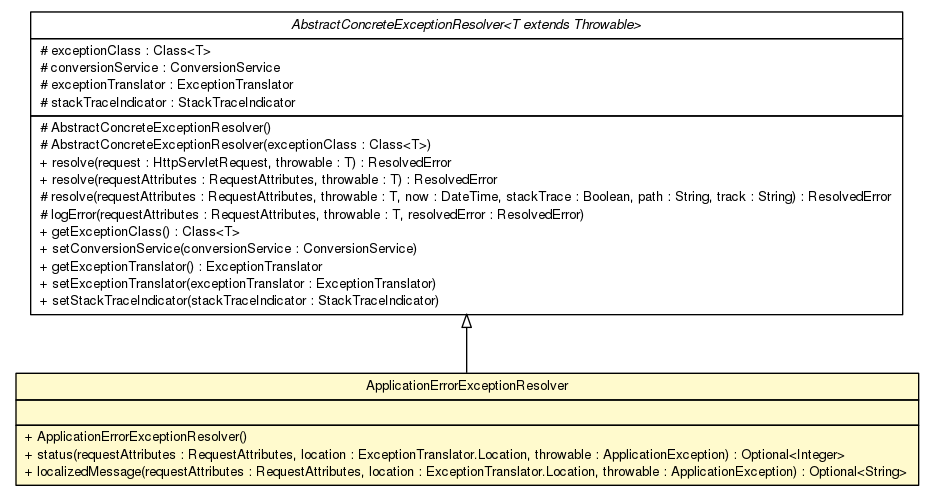 AbstractConcreteExceptionResolver<T extends Throwable>
# exceptionClass : Class<T>
# conversionService : ConversionService
# exceptionTranslator : ExceptionTranslator
# stackTraceIndicator : StackTraceIndicator
# AbstractConcreteExceptionResolver()
# AbstractConcreteExceptionResolver(exceptionClass : Class<T>)
+ resolve(request : HttpServletRequest, throwable : T) : ResolvedError
+ resolve(requestAttributes : RequestAttributes, throwable : T) : ResolvedError
# resolve(requestAttributes : RequestAttributes, throwable : T, now : DateTime, stackTrace : Boolean, path : String, track : String) : ResolvedError
# logError(requestAttributes : RequestAttributes, throwable : T, resolvedError : ResolvedError)
+ getExceptionClass() : Class<T>
+ setConversionService(conversionService : ConversionService)
+ getExceptionTranslator() : ExceptionTranslator
+ setExceptionTranslator(exceptionTranslator : ExceptionTranslator)
+ setStackTraceIndicator(stackTraceIndicator : StackTraceIndicator)
ApplicationErrorExceptionResolver
+ ApplicationErrorExceptionResolver()
+ status(requestAttributes : RequestAttributes, location : ExceptionTranslator.Location, throwable : ApplicationException) : Optional<Integer>
+ localizedMessage(requestAttributes : RequestAttributes, location : ExceptionTranslator.Location, throwable : ApplicationException) : Optional<String>